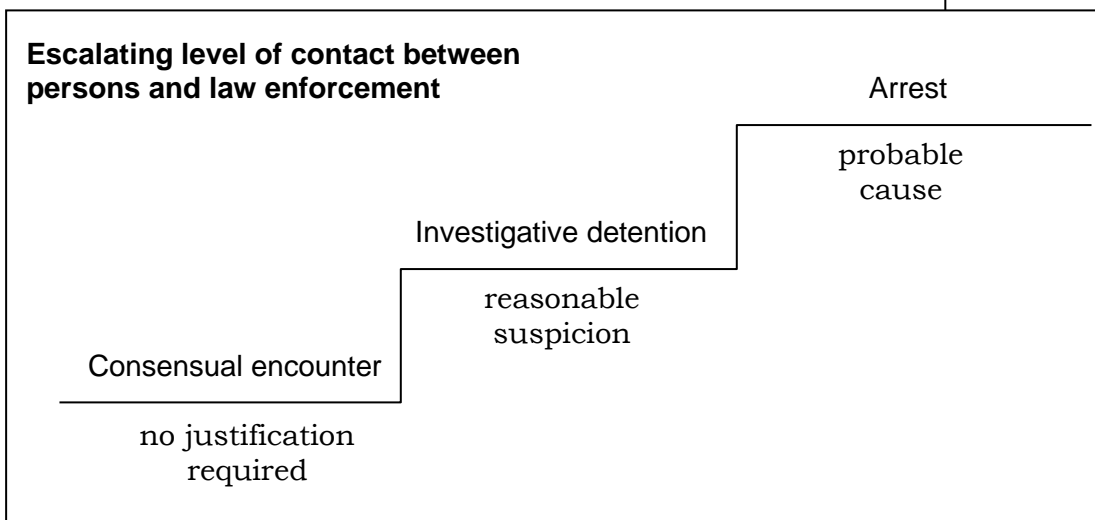 Escalating level of contact between
persons and law enforcement
Arrest
probable
cause
Investigative detention
reasonable
suspicion
Consensual encounter
no justification
required